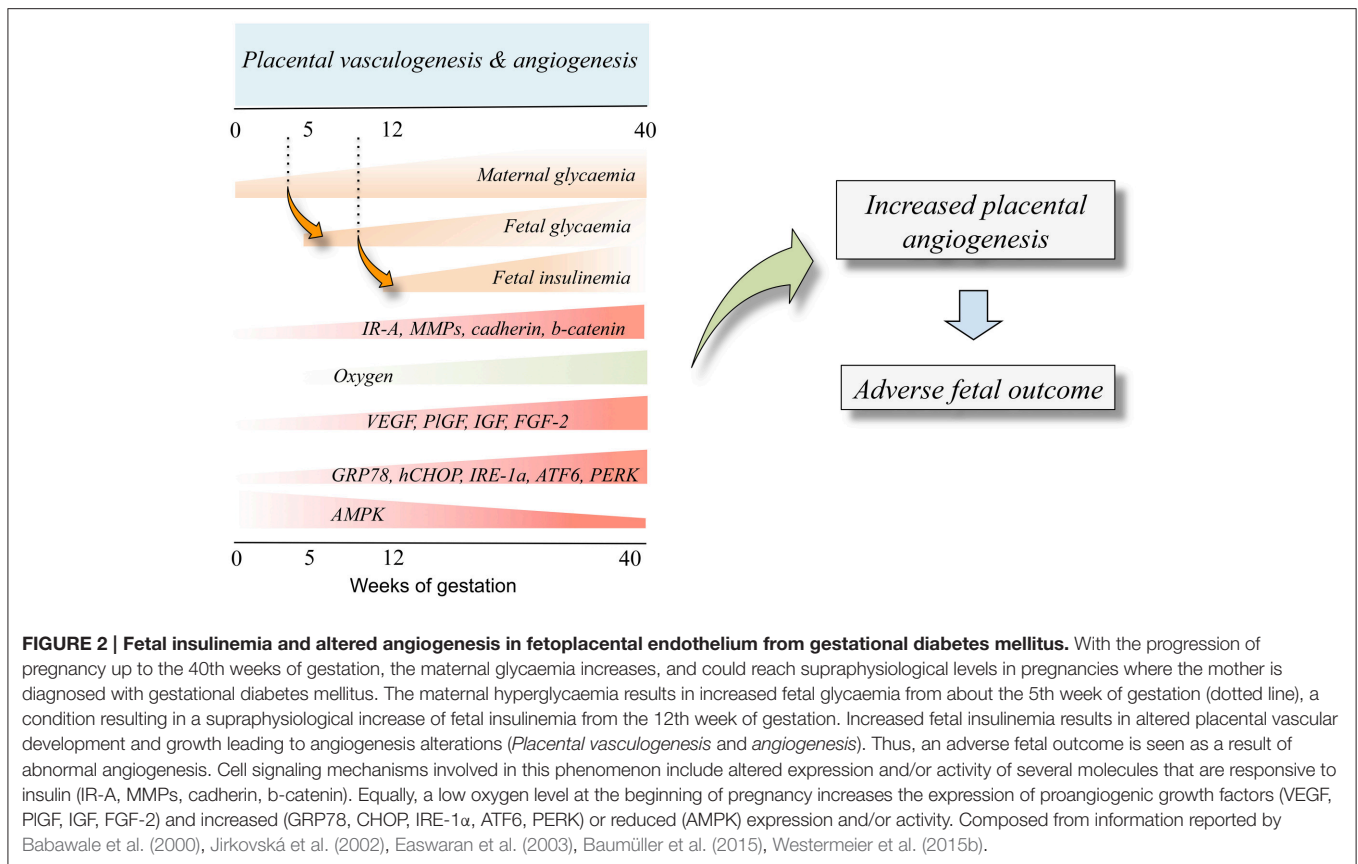 Placental vasculogenesis & angiogenesis
0 5 12 40
Maternal glycaemia
Fetal glycaemia
Fetal insulinemia
IR-A, MMPs, cadherin, b-catenin
Oxygen
VEGF, PlGF, IGF, FGF-2
GRP78, hCHOP, IRE-1a, ATF6, PERK
AMPK
0 5 12 40
Weeks of gestation
Increased placental
angiogenesis
Adverse fetal outcome
FIGURE 2 | Fetal insulinemia and altered angiogenesis in fetoplacental endothelium from gestational diabetes mellitus. With the progression of
pregnancy up to the 40th weeks of gestation, the maternal glycaemia increases, and could reach supraphysiological levels in pregnancies where the mother is
diagnosed with gestational diabetes mellitus. The maternal hyperglycaemia results in increased fetal glycaemia from about the 5th week of gestation (dotted line), a
condition resulting in a supraphysiological increase of fetal insulinemia from the 12th week of gestation. Increased fetal insulinemia results in altered placental vascular
development and growth leading to angiogenesis alterations (Placental vasculogenesis and angiogenesis). Thus, an adverse fetal outcome is seen as a result of
abnormal angiogenesis. Cell signaling mechanisms involved in this phenomenon include altered expression and/or activity of several molecules that are responsive to
insulin (IR-A, MMPs, cadherin, b-catenin). Equally, a low oxygen level at the beginning of pregnancy increases the expression of proangiogenic growth factors (VEGF,
PlGF, IGF, FGF-2) and increased (GRP78, CHOP, IRE-1α, ATF6, PERK) or reduced (AMPK) expression and/or activity. Composed from information reported by
Babawale et al. (2000), Jirkovská et al. (2002), Easwaran et al. (2003), Baumüller et al. (2015), Westermeier et al. (2015b).